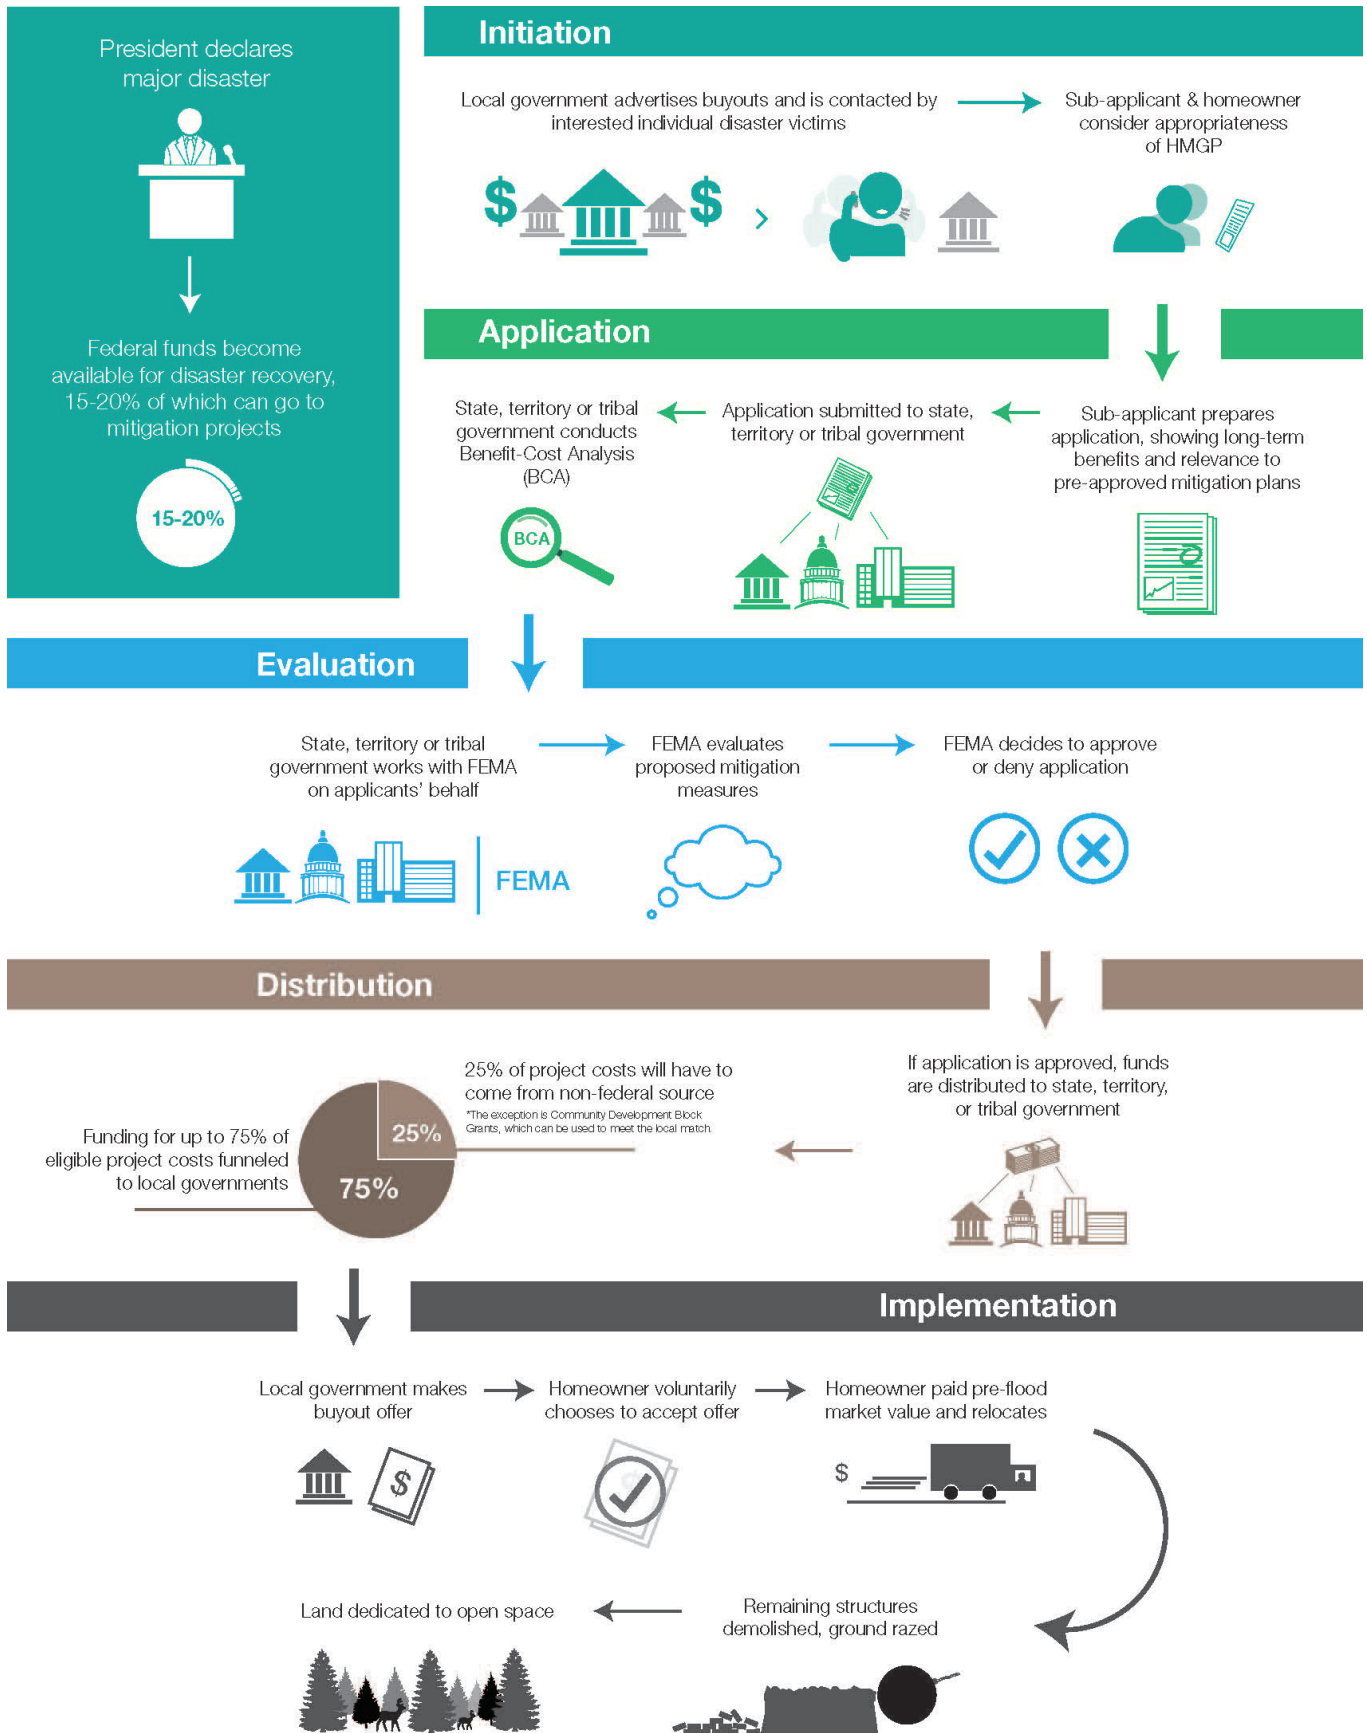 President declares
major disaster
Federal funds become
available for disaster recovery,
15-20% of which can go to
mitigation projects
15-20%
Initiation
Local government advertises buyouts and is contacted by
interested individual disaster victims
Sub-applicant & homeowner
consider appropriateness
of HMGP
$ $
Application
Sub-applicant prepares
application, showing long-term
benefits and relevance to
pre-approved mitigation plans
Application submitted to state,
territory or tribal government
State, territory or tribal
government conducts
Benefit-Cost Analysis
(BCA)
BCA
Evaluation
State, territory or tribal
government works with FEMA
on applicants' behalf
FEMA
FEMA evaluates
proposed mitigation
measures
FEMA decides to approve
or deny application
Distribution
If application is approved, funds
are distributed to state, territory,
or tribal government
25% of project costs will have to
come from non-federal source
*The exception is Community Development Block
Grants, which can be used to meet the local match.
25%
75%
Funding for up to 75% of
eligible project costs funneled
to local governments
Implementation
Local government makes
buyout offer
$
Homeowner voluntarily
chooses to accept offer
$
Homeowner paid pre-flood
market value and relocates
$
Remaining structures
demolished, ground razed
Land dedicated to open space